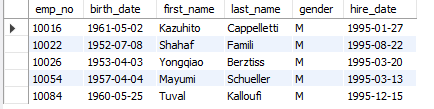 emp_no birth_date first_name last_name gender hire_date
10016 1961-05-02 Kazuhito Cappelletti M 1995-01-27
10022 1952-07-08 Shahaf Famili M 1995-08-22
10026 1953-04-03 Yongqiao Berztiss M 1995-03-20
10054 1957-04-04 Mayumi Schueller M 1995-03-13
10084 1960-05-25 Tuval Kalloufi M 1995-12-15